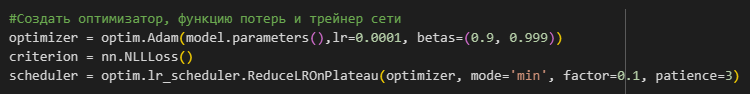 #Создать оптимизатор, функцию потерь и трейнер сети
optimizer = optim.Adam(model.parameters(),lr=0.0001, betas=(0.9, 0.999))
criterion = nn.NLLLoss()
scheduler = optim.lr_scheduler.ReduceLROnPlateau(optimizer, mode='min', factor=0.1, patience=3)